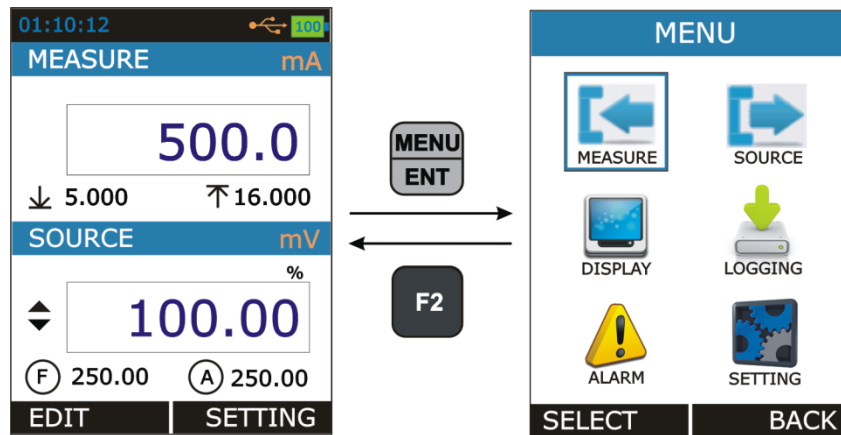 01:10:12 100
MEASURE mA
500.0
5.000 16.000
SOURCE mV
%
100.00
F 250.00 A 250.00
EDIT SETTING
MENU
ENT
F2
MENU
MEASURE SOURCE
DISPLAY LOGGING
ALARM SETTING
SELECT BACK